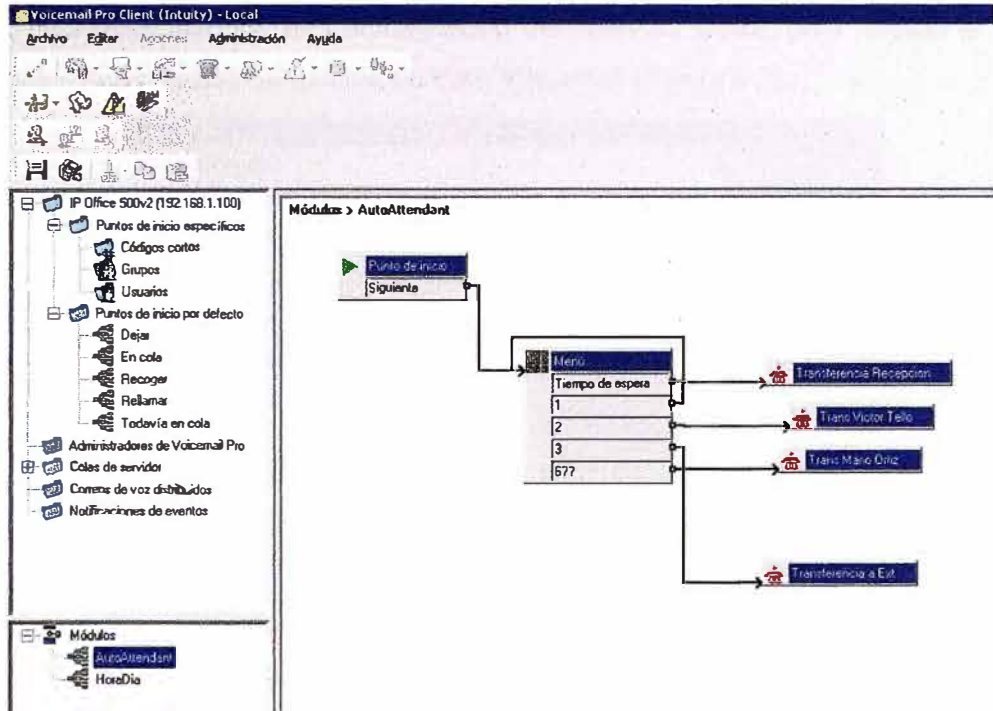 Voicemail Pro Client (Intuity) - Local
Archivo Editar Acciones Administración Ayuda
IP Office 500v2 (192.168.1.100)
Puntos de inicio específicos
Códigos cortos
Grupos
Usuarios
Puntos de inicio por defecto
Dejar
En cola
Recoger
Rellamar
Todavía en cola
Administradores de Voicemail Pro
Colas de servidor
Correos de voz distribuidos
Notificaciones de eventos
Módulos
AutoAttendant
HoraDia
Módulos > AutoAttendant
Punto de inicio
Siguiente
Menú
Tiempo de espera
1
2
3
6??
Transferencia Recepcion
Trans Victor Tello
Trans Mario Ortiz
Transferencia a Ext